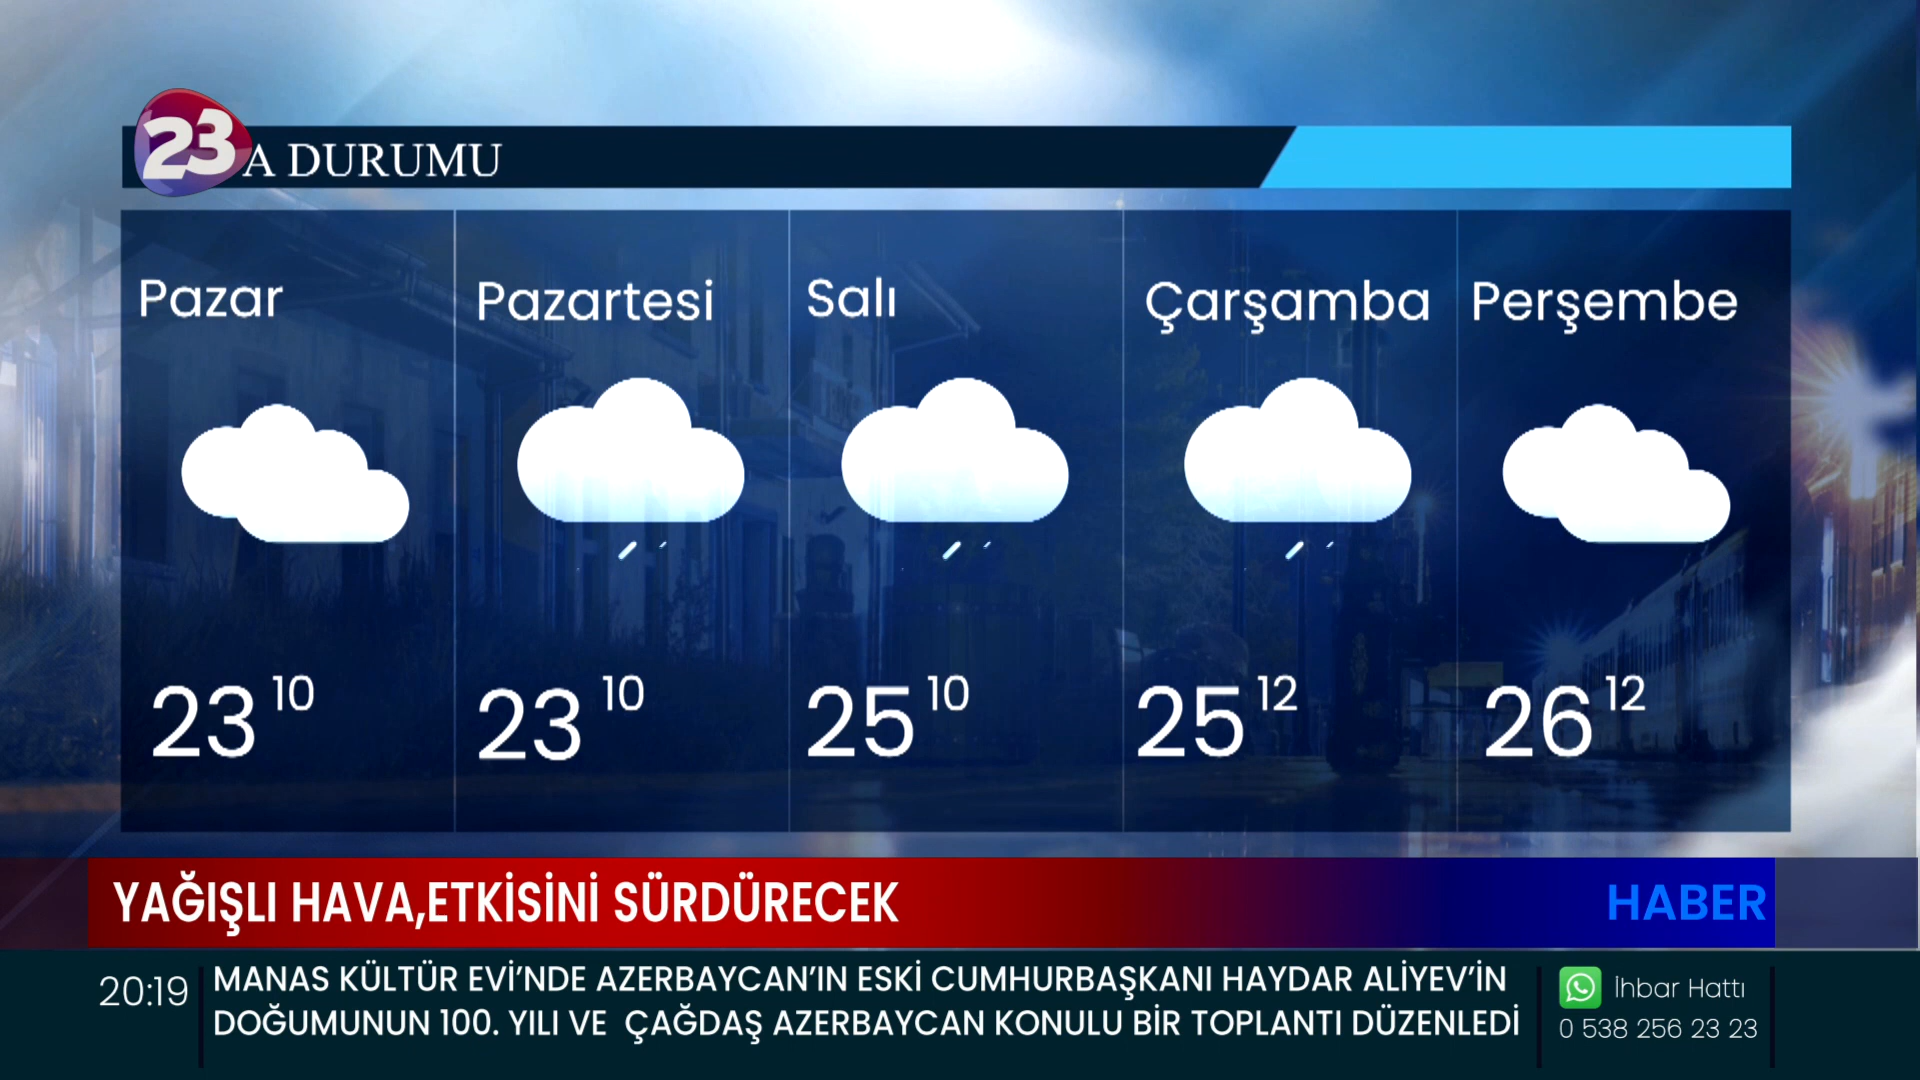 23
A DURUMU
Pazar
Pazartesi
Salı
Çarşamba
Perşembe
23 10
23 10
25 10
25 12
26 12
YAĞIŞLI HAVA,ETKİSİNİ SÜRDÜRECEK
HABER
20:19
MANAS KÜLTÜR EVİ’NDE AZERBAYCAN’IN ESKİ CUMHURBAŞKANI HAYDAR ALİYEV’İN
DOĞUMUNUN 100. YILI VE ÇAĞDAŞ AZERBAYCAN KONULU BİR TOPLANTI DÜZENLEDİ
İhbar Hattı
0 538 256 23 23